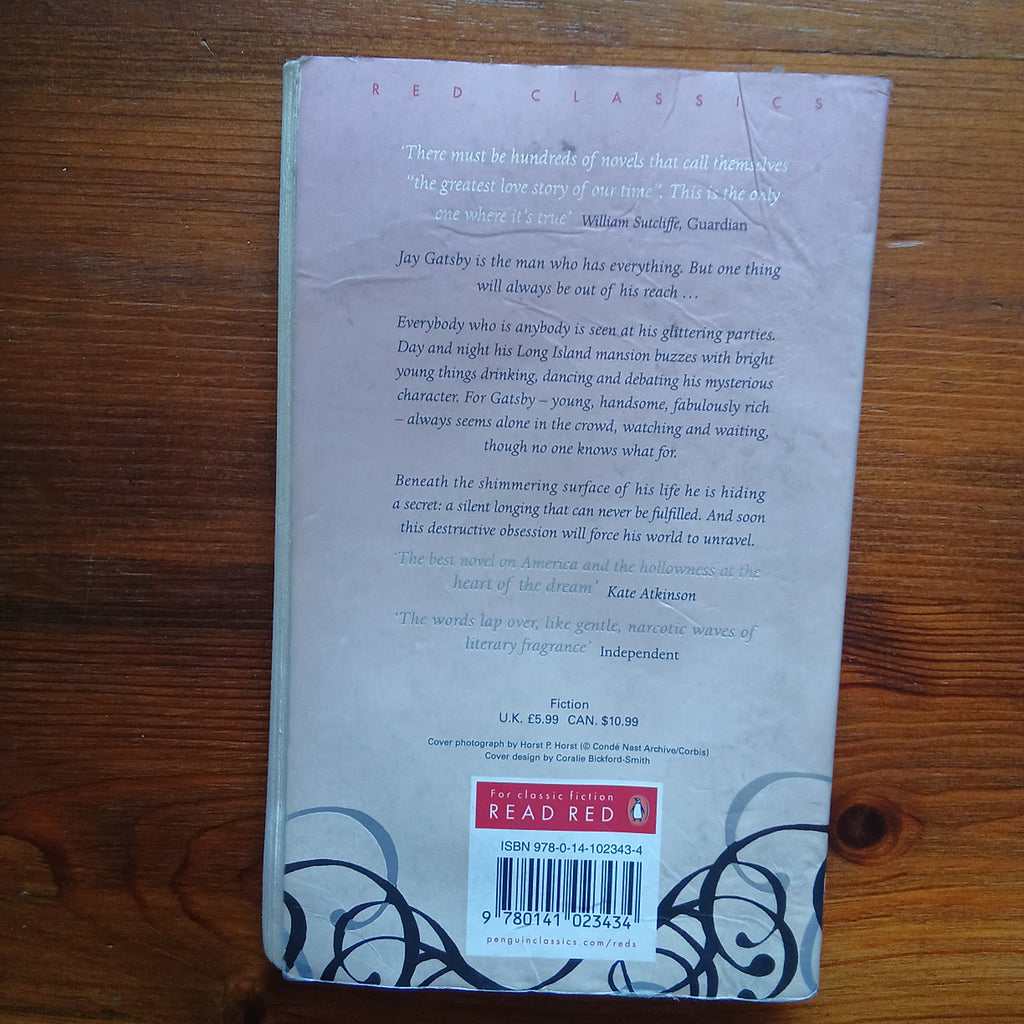 RED CLASSICS
‘There must be hundreds of novels that call themselves
“the greatest love story of our time”. This is the only
one where it’s true’ William Sutcliffe, Guardian
Jay Gatsby is the man who has everything. But one thing
will always be out of his reach …
Everybody who is anybody is seen at his glittering parties.
Day and night his Long Island mansion buzzes with bright
young things drinking, dancing and debating his mysterious
character. For Gatsby – young, handsome, fabulously rich
– always seems alone in the crowd, watching and waiting,
though no one knows what for.
Beneath the shimmering surface of his life he is hiding
a secret: a silent longing that can never be fulfilled. And soon
this destructive obsession will force his world to unravel.
‘The best novel on America and the hollowness at the
heart of the dream’ Kate Atkinson
‘The words lap over, like gentle, narcotic waves of
literary fragrance’ Independent
Fiction
U.K. £5.99 CAN. $10.99
Cover photograph by Horst P. Horst (© Condé Nast Archive/Corbis)
Cover design by Coralie Bickford-Smith
For classic fiction
READ RED
ISBN 978-0-14-102343-4
9 780141 023434
penguinclassics.com/reds